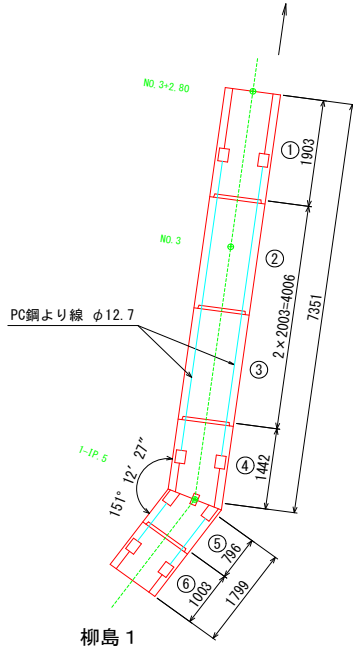 NO.3+2.80
①
1903
NO.3
②
2×2003=4006
7351
PC鋼より線 φ12.7
③
④
1442
1-IP.5
151° 12′ 27″
⑤
796
⑥
1003
1799
柳島1